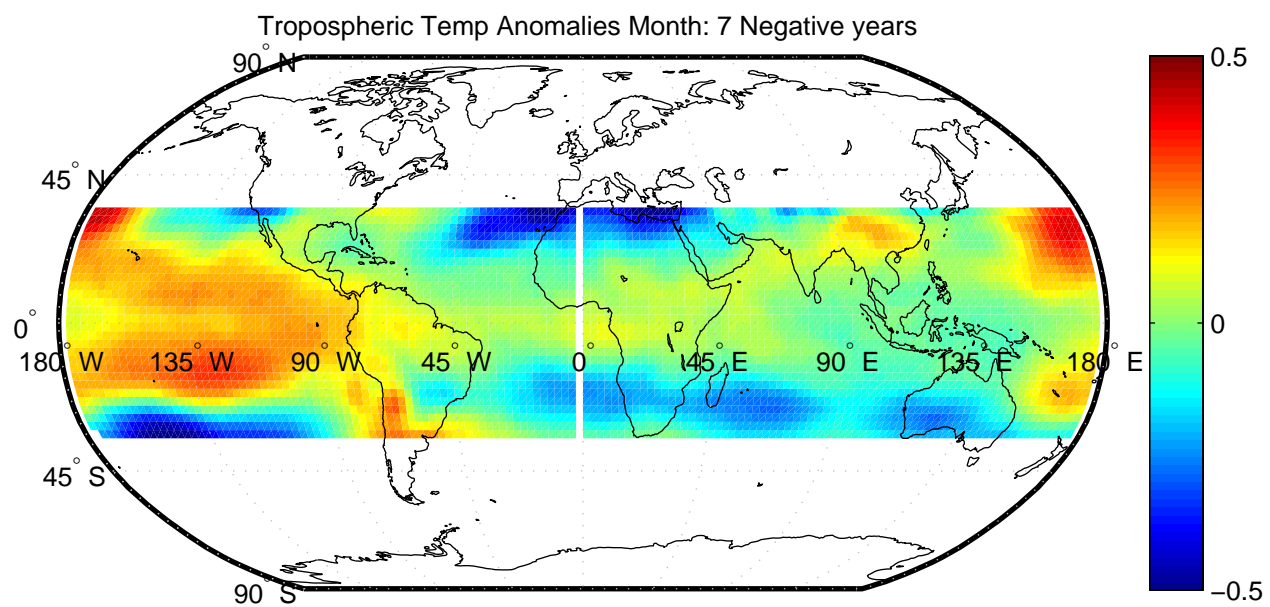 Tropospheric Temp Anomalies Month: 7 Negative years
90° N
45° N
0°
180° W 135° W 90° W 45° W 0° 45° E 90° E 135° E 180° E
45° S
90° S
0.5
0
−0.5